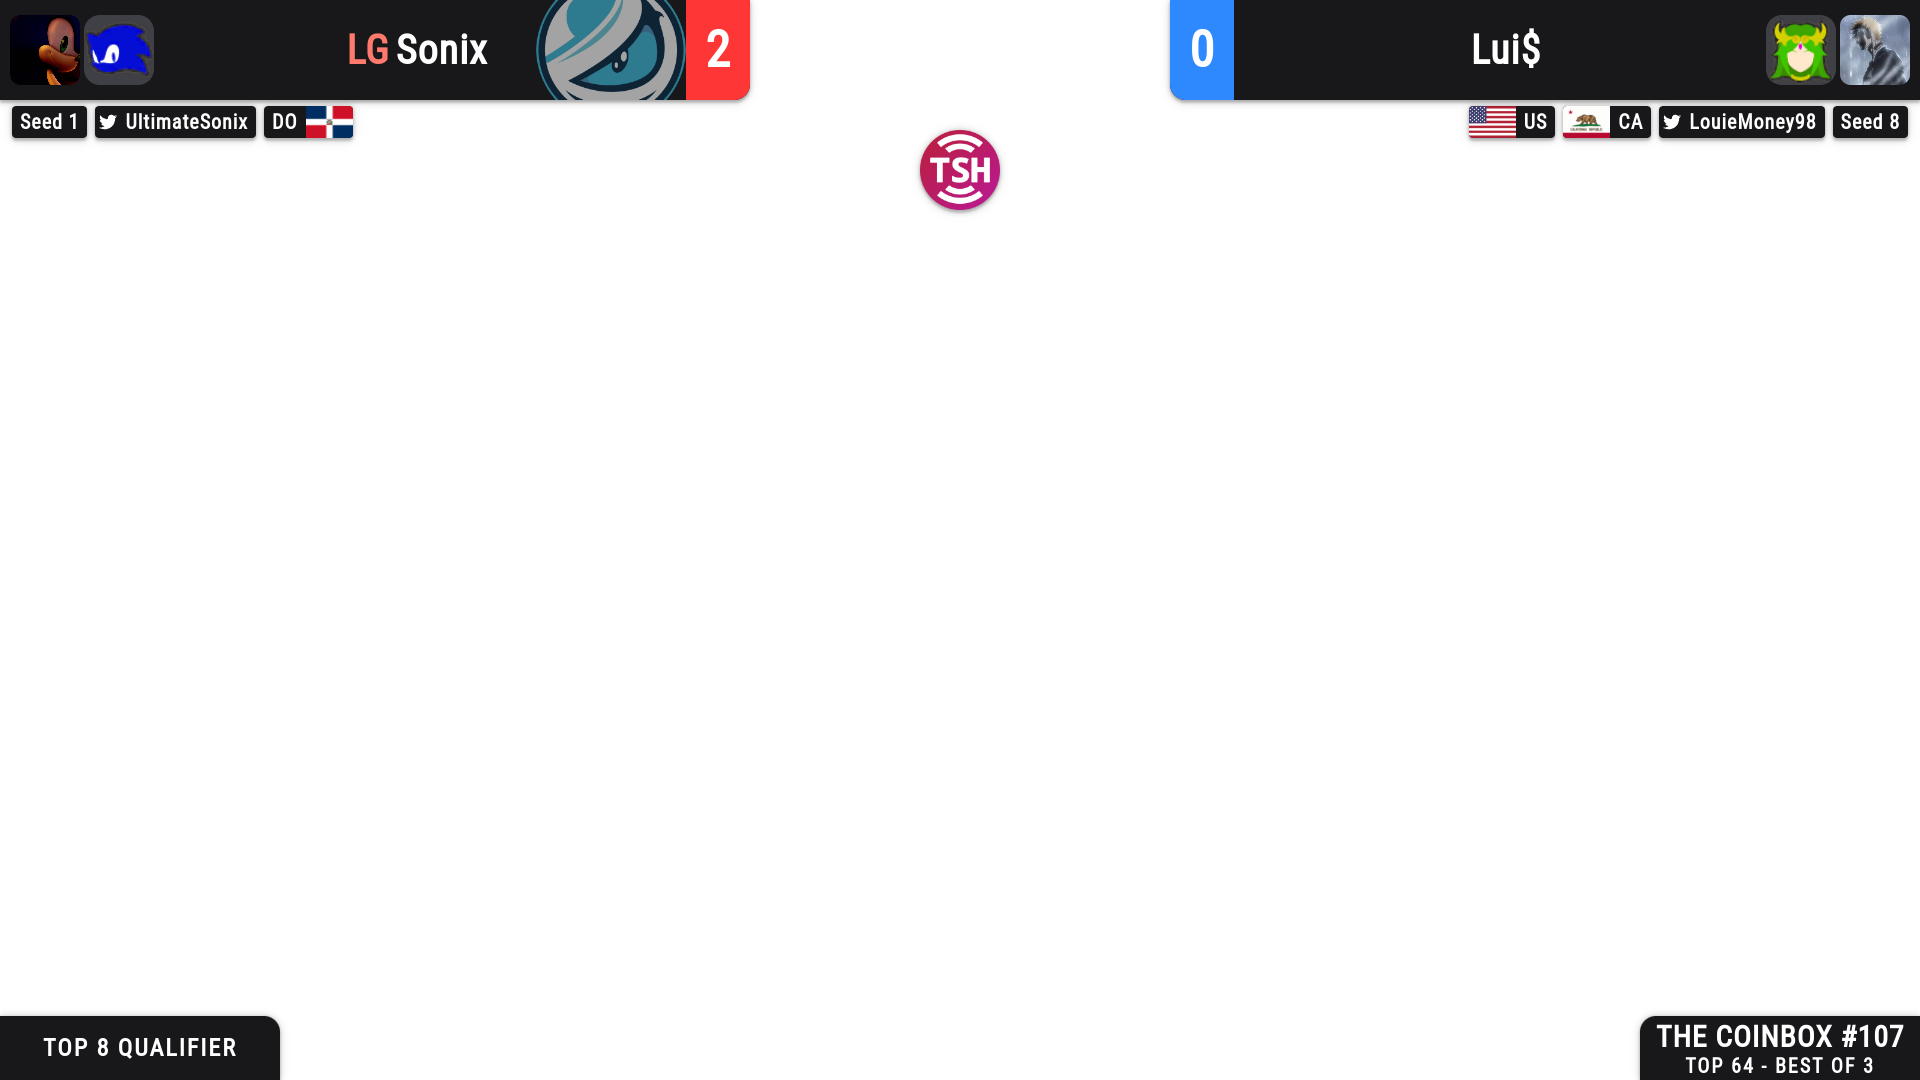 LG Sonix
2
0
Lui$
Seed 1
UltimateSonix
DO
US
CA
LouieMoney98
Seed 8
TSH
TOP 8 QUALIFIER
THE COINBOX #107
TOP 64 - BEST OF 3